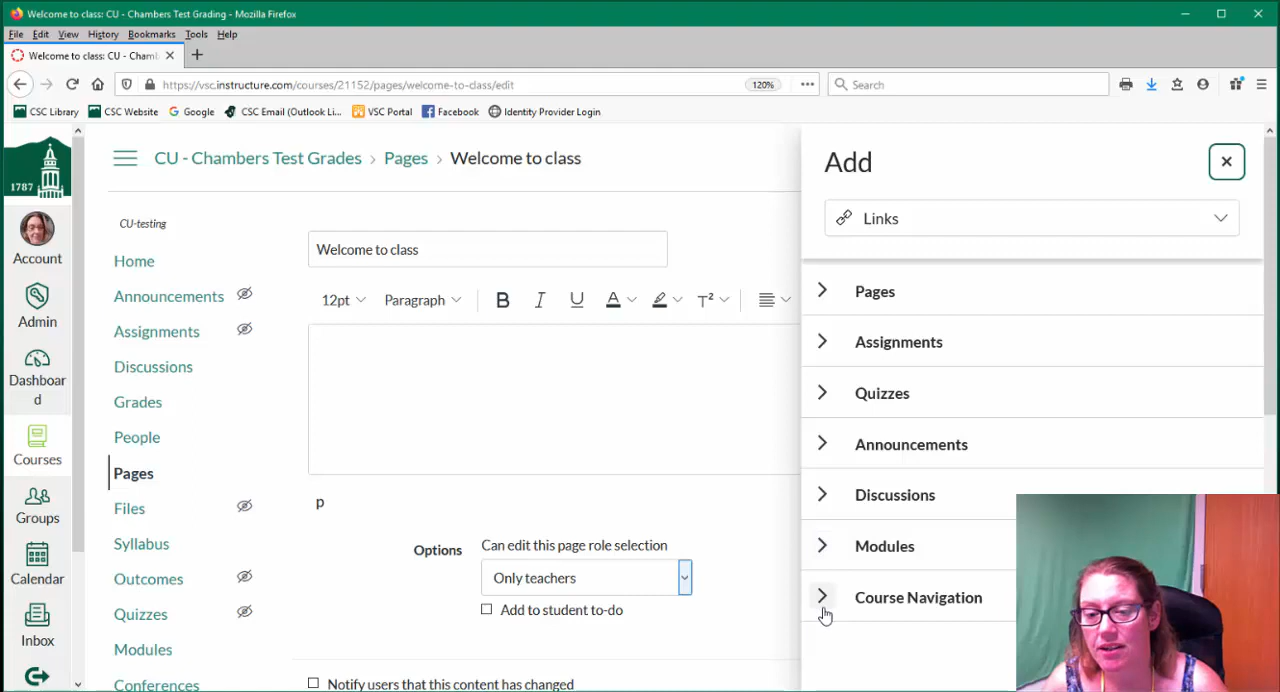 Welcome to class: CU - Chambers Test Grading - Mozilla Firefox
File Edit View History Bookmarks Tools Help
Welcome to class: CU - Chamb
https://vsc.instructure.com/courses/21152/pages/welcome-to-class/edit 120% Search
CSC Library CSC Website Google CSC Email (Outlook Li... VSC Portal Facebook Identity Provider Login
1787
Account
Admin
Dashboar
d
Courses
Groups
Calendar
Inbox
CU - Chambers Test Grades > Pages > Welcome to class
CU-testing
Home
Announcements
Assignments
Discussions
Grades
People
Pages
Files
Syllabus
Outcomes
Quizzes
Modules
Conferences
Welcome to class
12pt Paragraph B I U A T²
p
Options Can edit this page role selection
Only teachers
Add to student to-do
Notify users that this content has changed
Add
Links
Pages
Assignments
Quizzes
Announcements
Discussions
Modules
Course Navigation